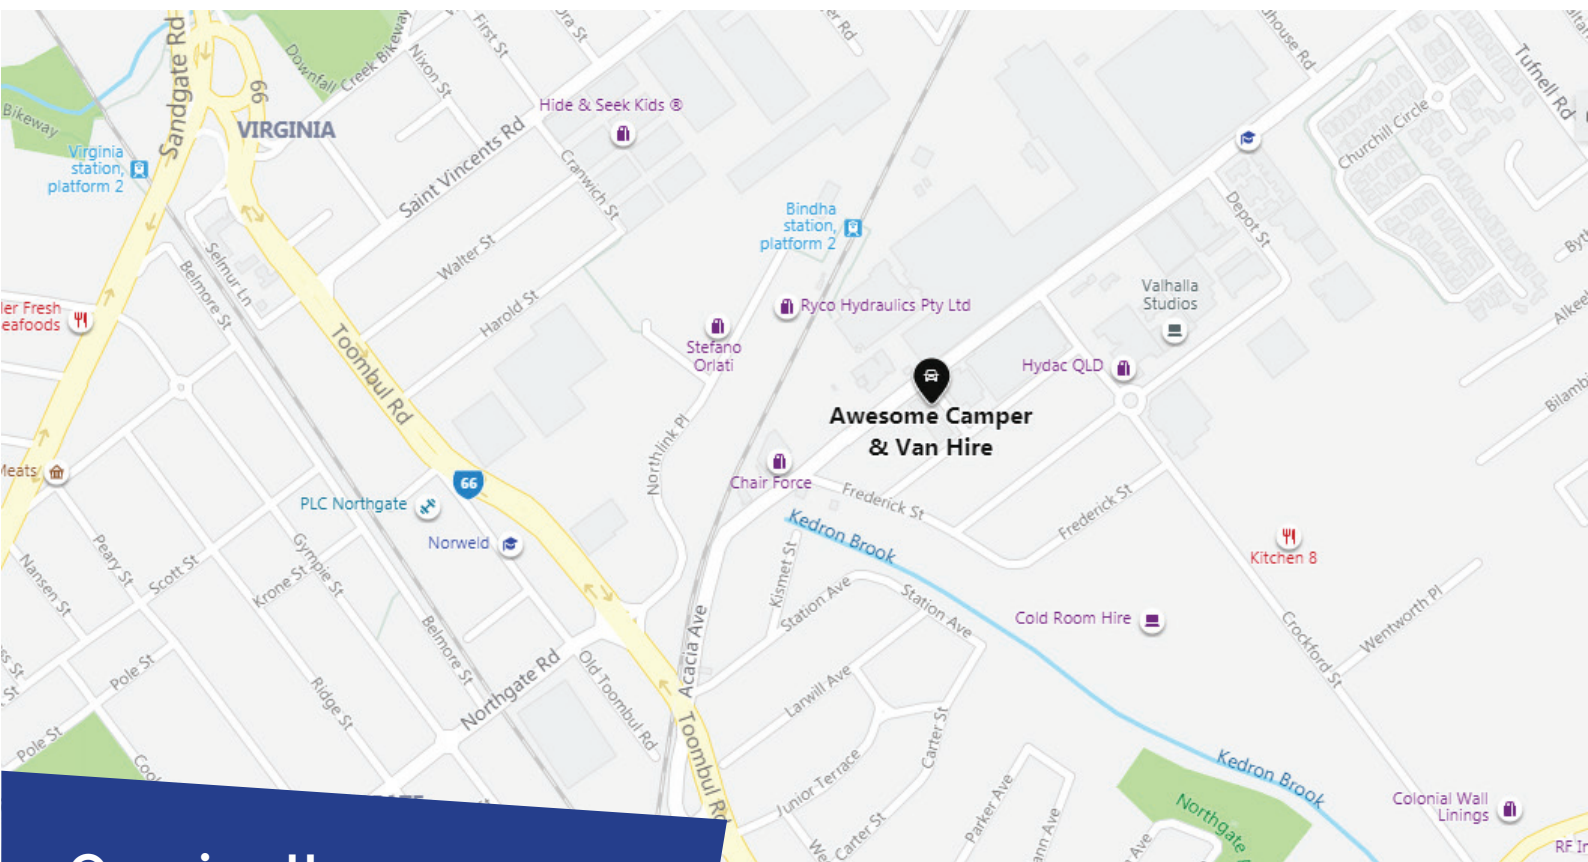 Sandgate Rd
99
Downfall Creek Bikeway
Nixon St
First St
Bikeway
VIRGINIA
Virginia
station,
platform 2
Hide & Seek Kids ®
Saint Vincents Rd
Cranwich St
Walter St
Harold St
Selmur Ln
Belmore St
Toombul Rd
Bindha
station,
platform 2
Ryco Hydraulics Pty Ltd
Stefano
Orlati
Northlink Pl
Tufnell Rd
Churchill Circle
Depot St
Valhalla
Studios
Hydac QLD
Awesome Camper
& Van Hire
Chair Force
Frederick St
Frederick St
Kedron Brook
Kismet St
Station Ave
Station Ave
Larwill Ave
Acacia Ave
Junior Terrace
Carter St
Carter St
Parker Ave
Kitchen 8
Cold Room Hire
Crockford St
Wentworth Pl
Kedron Brook
Northgate
Colonial Wall
Linings
Fresh
Meats
PLC Northgate
66
Norweld
Peary St
Nansen St
Scott St
Krone St
Gympie St
Belmore St
Pole St
Pole St
Ridge St
Northgate Rd
Old Toombul Rd
Toombul Rd